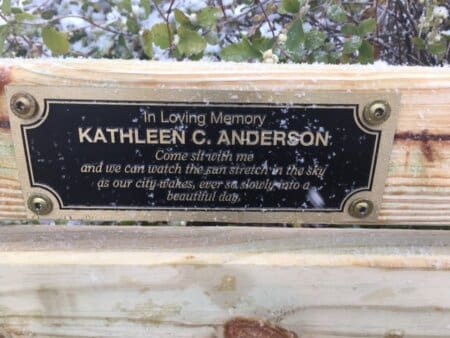 In Loving Memory
KATHLEEN C. ANDERSON
Come sit with me
and we can watch the sun stretch in the sky
as our city wakes, ever so slowly into a
beautiful day.